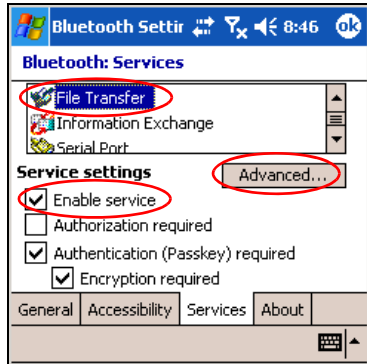 Bluetooth Settir 8:46 ok
Bluetooth: Services
File Transfer
Information Exchange
Serial Port
Service settings Advanced...
Enable service
Authorization required
Authentication (Passkey) required
Encryption required
General Accessibility Services About